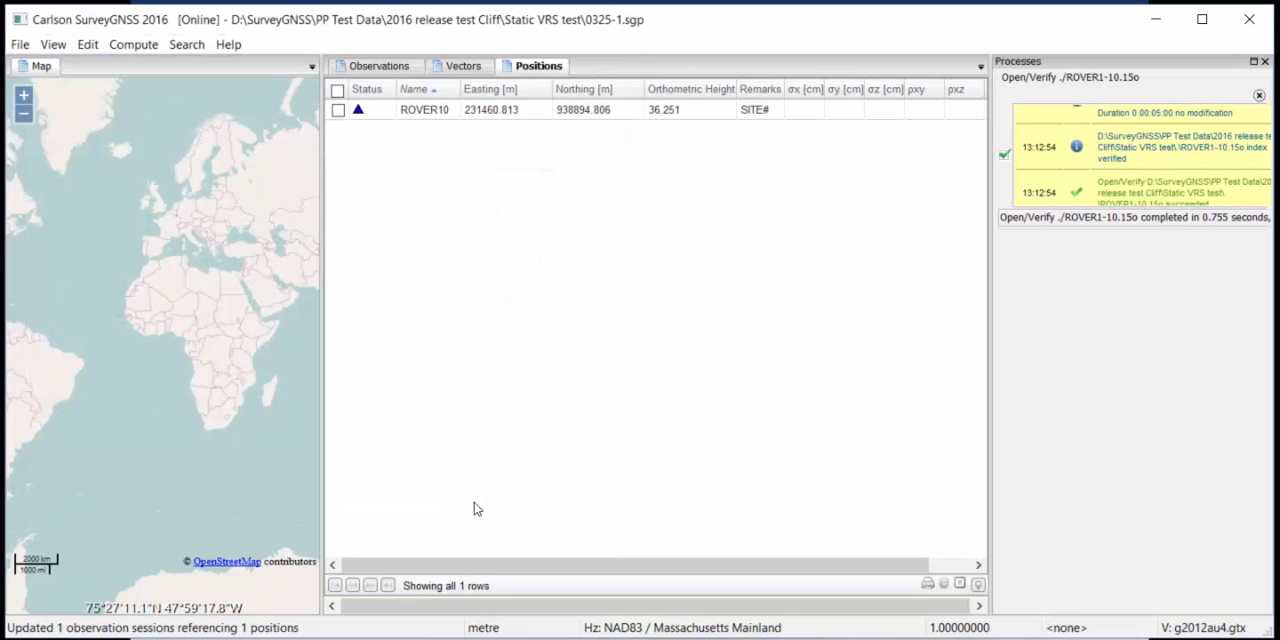 Carlson SurveyGNSS 2016 [Online] - D:\SurveyGNSS\PP Test Data\2016 release test Cliff\Static VRS test\0325-1.sgp
File View Edit Compute Search Help
Map
Observations Vectors Positions
Status Name Easting [m] Northing [m] Orthometric Height Remarks σx [cm] σy [cm] σz [cm] ρxy ρxz
ROVER10 231460.813 938894.806 36.251 SITE#
Processes
Open/Verify ./ROVER1-10.15o
Duration 0 00:05:00 no modification
13:12:54 D:\SurveyGNSS\PP Test Data\2016 release te
Cliff\Static VRS test\.\ROVER1-10.15o index
verified
13:12:54 Open/Verify D:\SurveyGNSS\PP Test Data\20
release test Cliff\Static VRS test\.
\ROVER1-10.15o succeeded
Open/Verify ./ROVER1-10.15o completed in 0.755 seconds,
+
−
2000 km
1000 mi
© OpenStreetMap contributors
75°27'11.1"N 47°59'17.8"W
Showing all 1 rows
Updated 1 observation sessions referencing 1 positions metre Hz: NAD83 / Massachusetts Mainland 1.00000000 <none> V: g2012au4.gtx